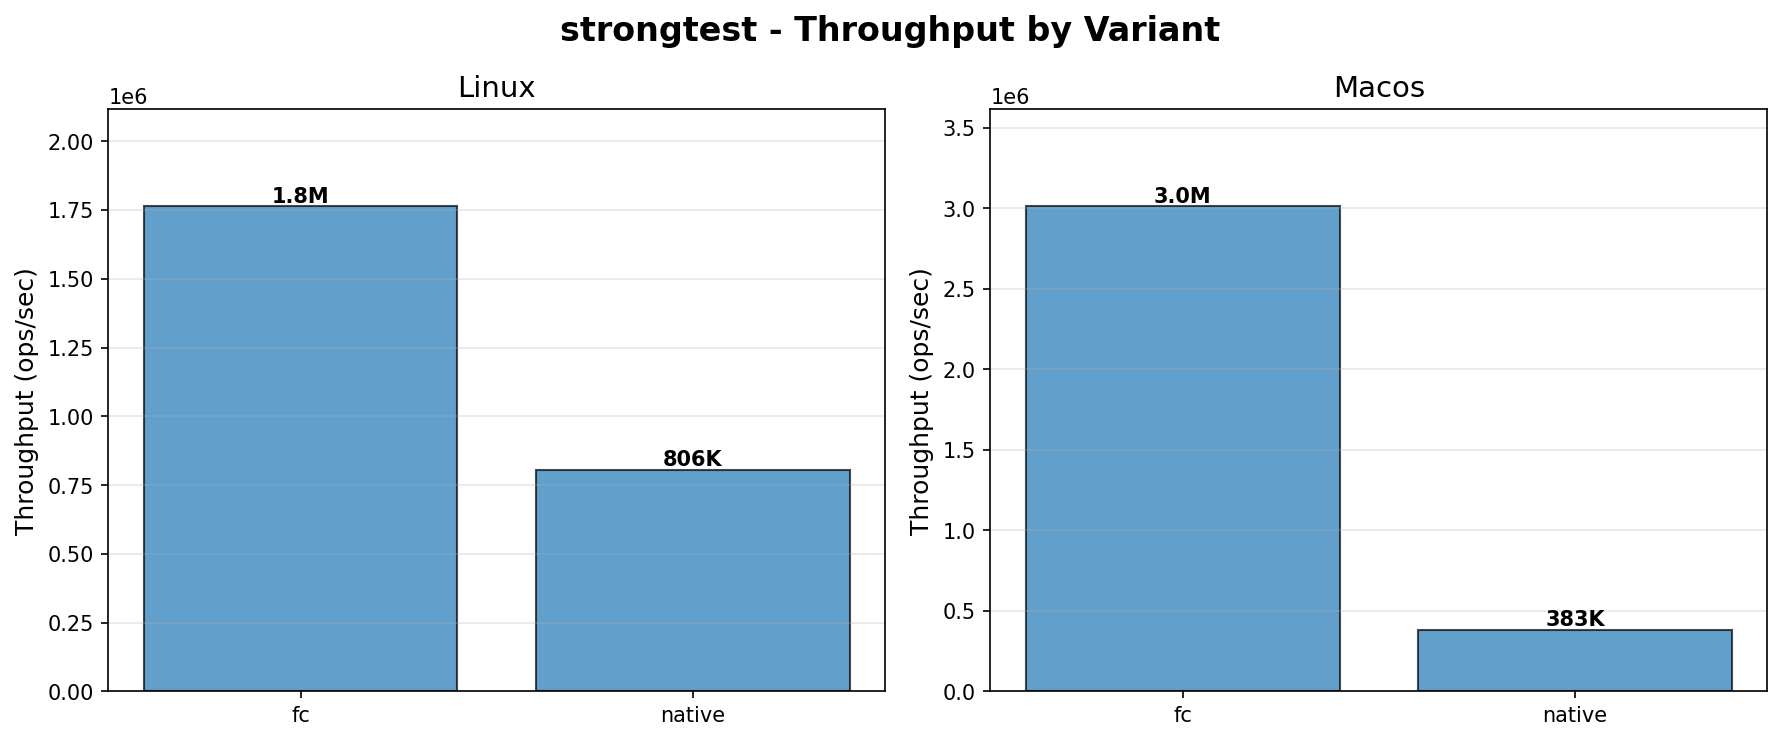 strongtest - Throughput by Variant
Linux
1e6
Throughput (ops/sec)
2.00
1.75
1.50
1.25
1.00
0.75
0.50
0.25
0.00
1.8M
806K
fc
native
Macos
1e6
Throughput (ops/sec)
3.5
3.0
2.5
2.0
1.5
1.0
0.5
0.0
3.0M
383K
fc
native